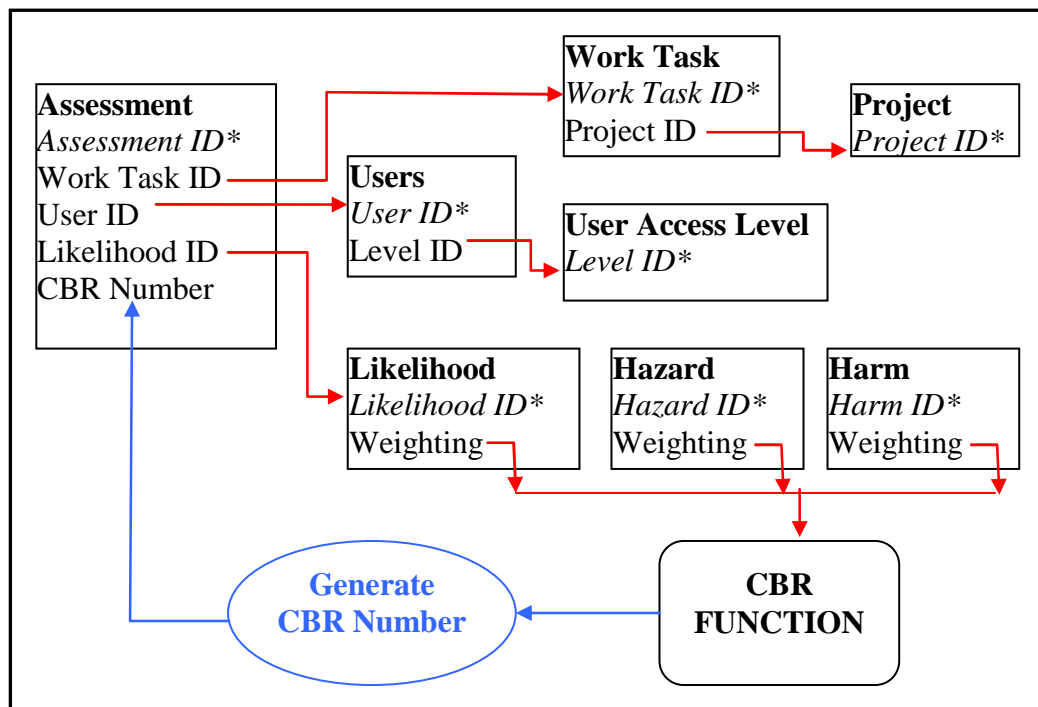 Assessment
Assessment ID*
Work Task ID
User ID
Likelihood ID
CBR Number
Work Task
Work Task ID*
Project ID
Project
Project ID*
Users
User ID*
Level ID
User Access Level
Level ID*
Likelihood
Likelihood ID*
Weighting
Hazard
Hazard ID*
Weighting
Harm
Harm ID*
Weighting
Generate
CBR Number
CBR
FUNCTION